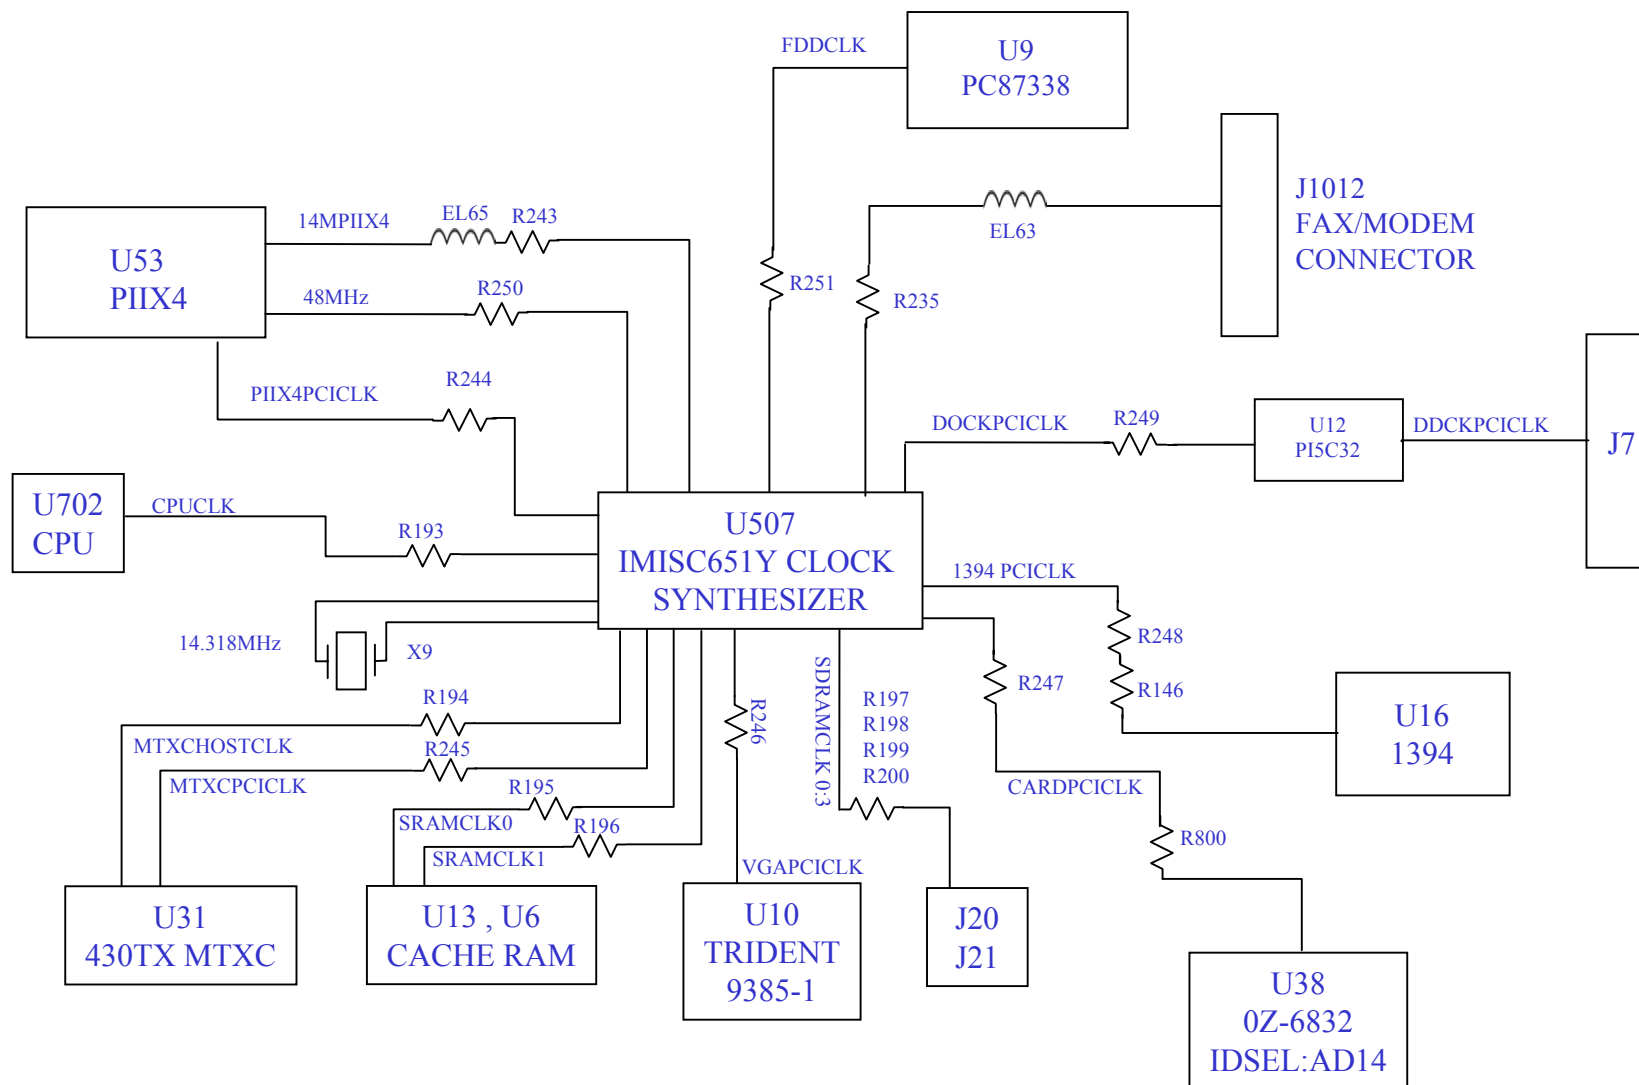 FDDCLK
U9
PC87338
J1012
FAX/MODEM
CONNECTOR
EL63
14MPIIX4
EL65
R243
U53
PIIX4
48MHz
R250
R251
R235
PIIX4PCICLK
R244
DOCKPCICLK
R249
U12
PI5C32
DDCKPCICLK
J7
U702
CPU
CPUCLK
R193
U507
IMISC651Y CLOCK
SYNTHESIZER
1394 PCICLK
14.318MHz
X9
R248
R146
R247
U16
1394
R194
MTXCHOSTCLK
R245
MTXCPCICLK
R195
SRAMCLK0
R196
SRAMCLK1
R246
VGAPCICLK
SDRAMCLK 0:3
R197
R198
R199
R200
CARDPCICLK
R800
U31
430TX MTXC
U13 , U6
CACHE RAM
U10
TRIDENT
9385-1
J20
J21
U38
0Z-6832
IDSEL:AD14